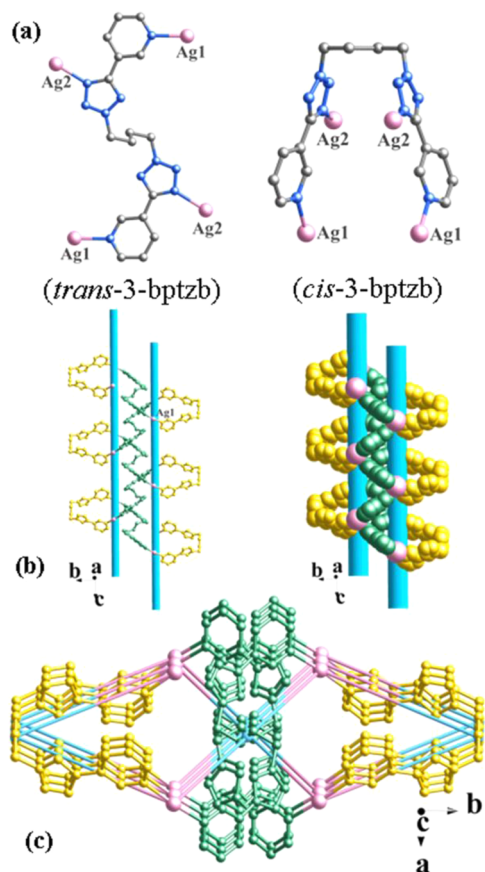 (a)
Ag1
Ag2
Ag2
Ag1
Ag2
Ag2
Ag1
Ag1
(trans-3-bptzb)
(cis-3-bptzb)
Ag1
(b)
b a
c
b a
c
(c)
c b
a